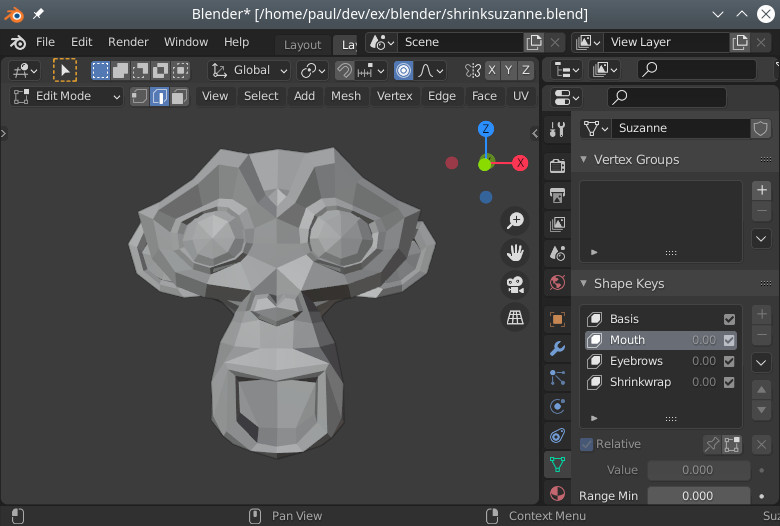 Blender* [/home/paul/dev/ex/blender/shrinksuzanne.blend]
File Edit Render Window Help Layout La Scene View Layer
Global X Y Z
Edit Mode View Select Add Mesh Vertex Edge Face UV
Z
X
Suzanne
Vertex Groups
Shape Keys
Basis
Mouth 0.00
Eyebrows 0.00
Shrinkwrap 0.00
Relative
Value 0.000
Range Min 0.000
Pan View Context Menu Suz